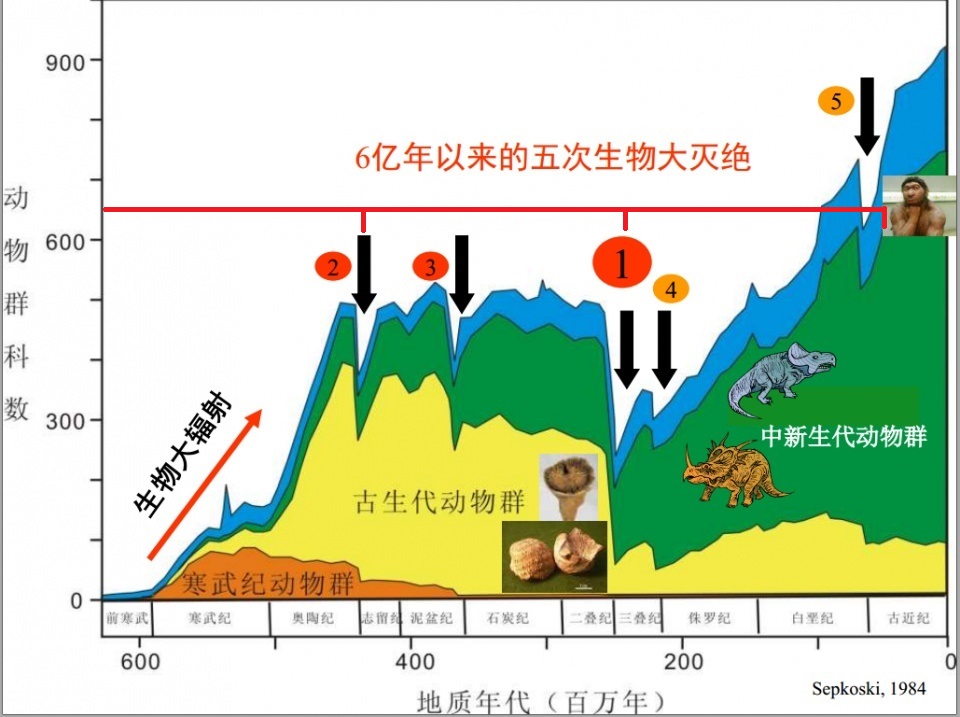 900
600
300
0
动物群科数
6亿年以来的五次生物大灭绝
5
2
3
1
4
生物大辐射
中新生代动物群
古生代动物群
寒武纪动物群
前寒武
寒武纪
奥陶纪
志留纪
泥盆纪
石炭纪
二叠纪
三叠纪
侏罗纪
白垩纪
古近纪
600
400
200
0
地质年代（百万年）
Sepkoski, 1984